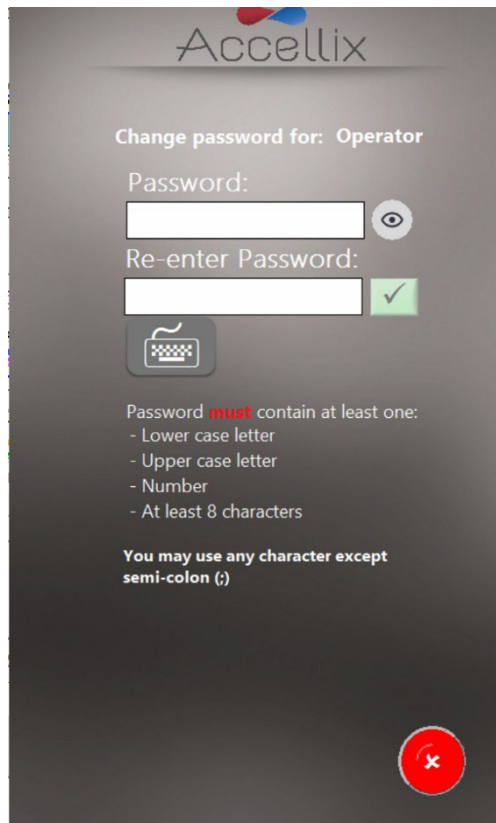 Accellix
Change password for: Operator
Password:
Re-enter Password:
Password must contain at least one:
- Lower case letter
- Upper case letter
- Number
- At least 8 characters
You may use any character except
semi-colon (;)